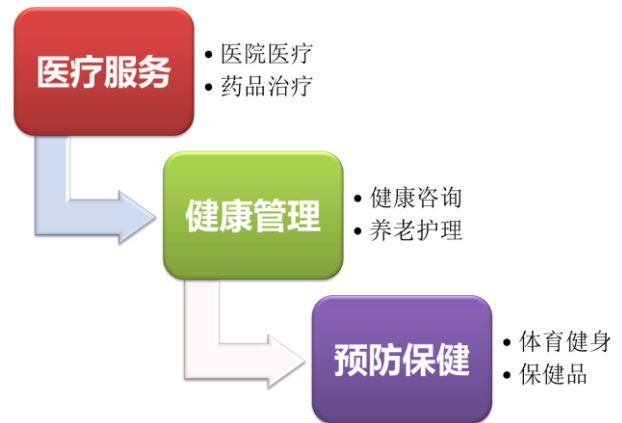 医疗服务
• 医院医疗
• 药品治疗
健康管理
• 健康咨询
• 养老护理
预防保健
• 体育健身
• 保健品